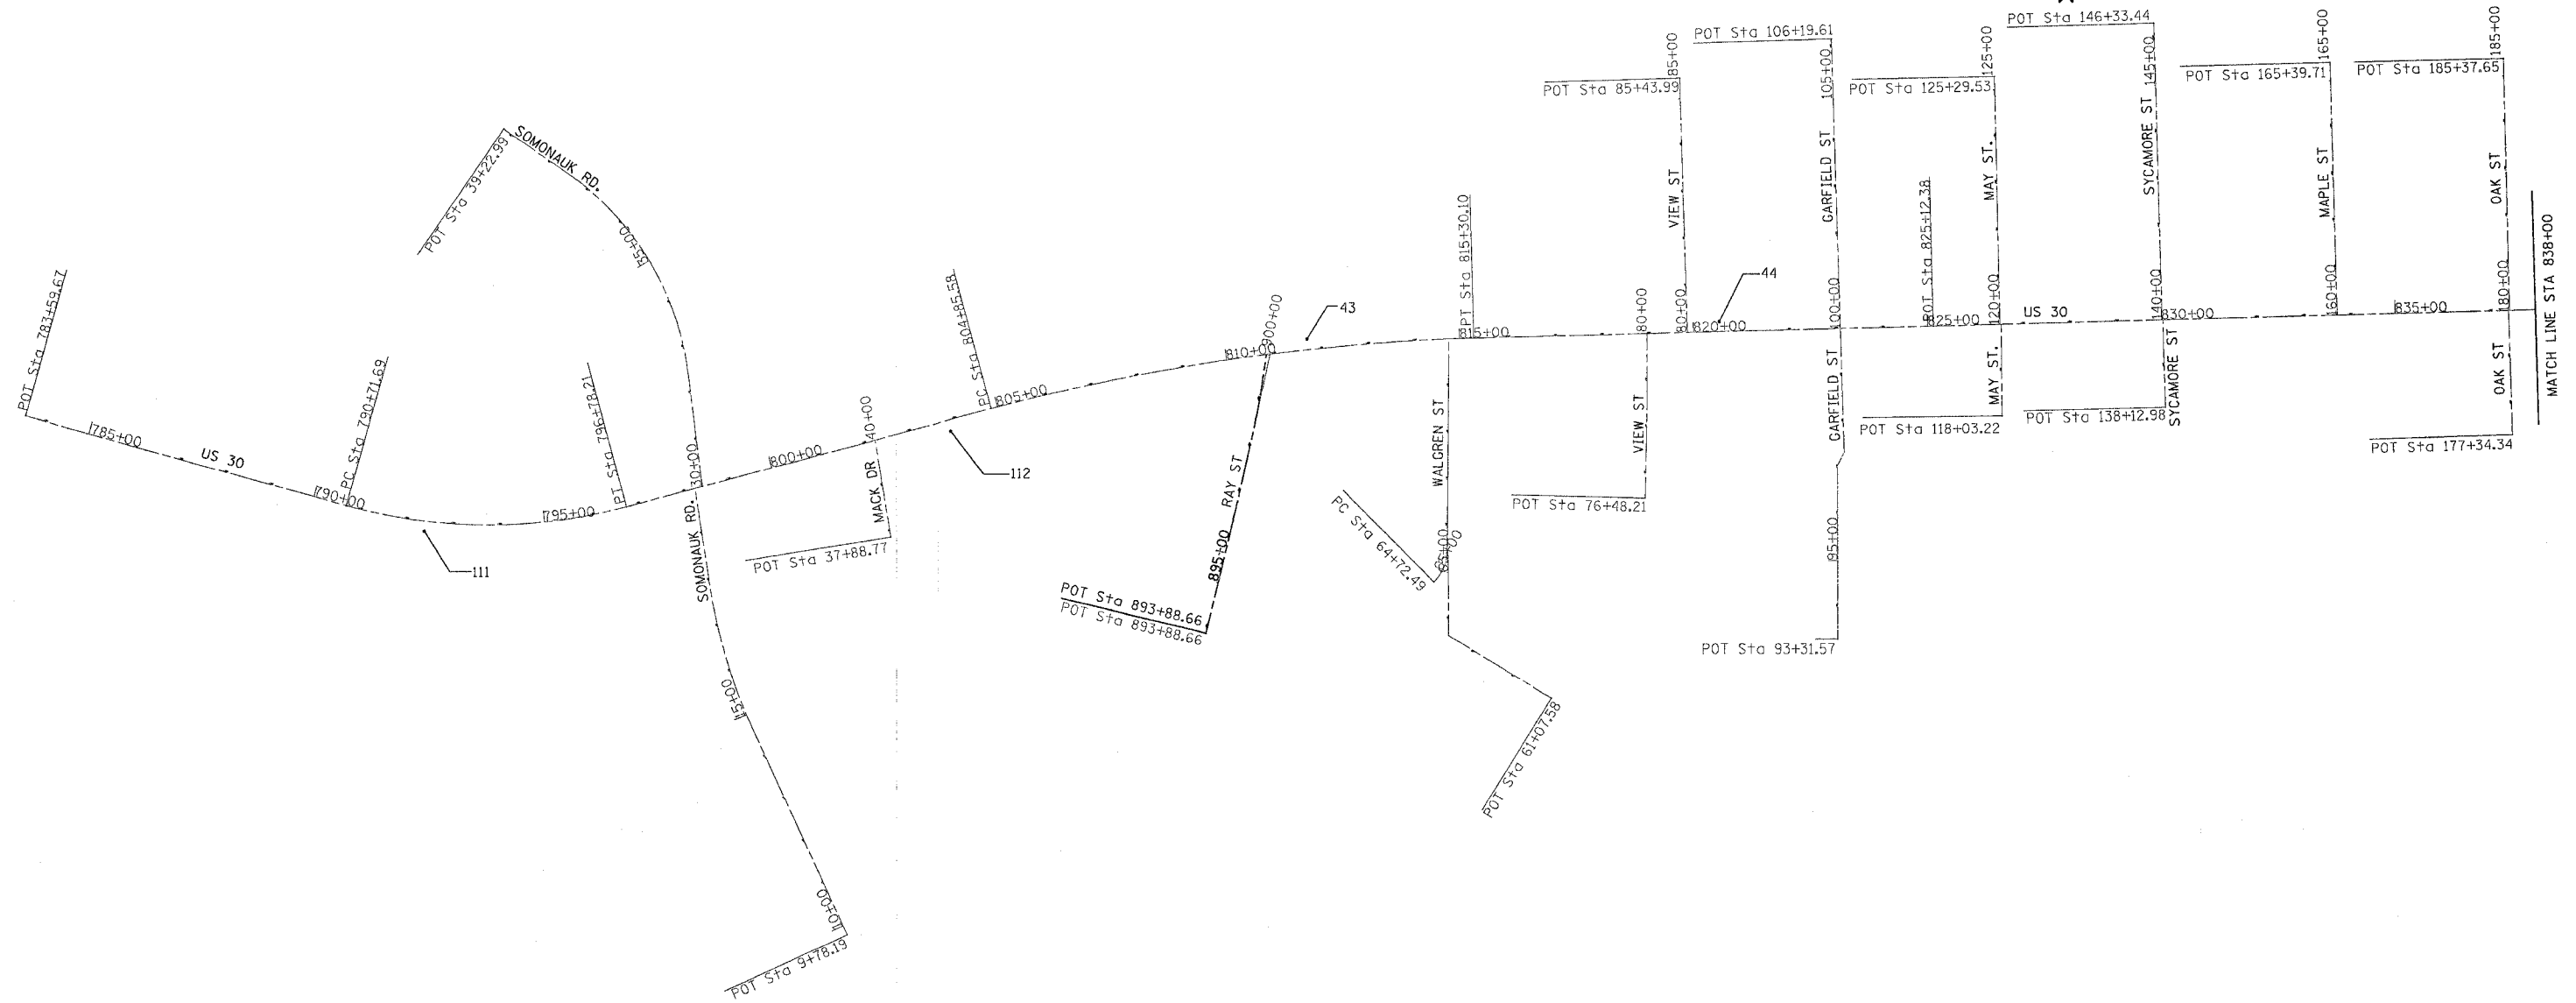 POT Sta 146+33.44
POT Sta 106+19.61
85+00
105+00
125+00
145+00
165+00
185+00
POT Sta 85+43.99
POT Sta 125+29.53
POT Sta 165+39.71
POT Sta 185+37.65
SOMONAUK RD.
POT Sta 39+22.99
35+00
VIEW ST
GARFIELD ST
MAY ST.
SYCAMORE ST
MAPLE ST
OAK ST
POT Sta 783+59.67
PC Sta 790+71.69
PT Sta 796+78.21
PC Sta 804+85.58
PT Sta 815+30.10
POT Sta 825+12.38
MATCH LINE STA 838+00
785+00
US 30
790+00
795+00
30+00
800+00
40+00
805+00
810+00
900+00
43
815+00
80+00
80+00
820+00
44
100+00
825+00
120+00
US 30
140+00
830+00
160+00
835+00
180+00
111
112
SOMONAUK RD.
MACK DR
POT Sta 37+88.77
RAY ST
895+00
POT Sta 893+88.66
POT Sta 893+88.66
WALGREN ST
65+00
PC Sta 64+72.49
VIEW ST
POT Sta 76+48.21
GARFIELD ST
95+00
POT Sta 93+31.57
MAY ST.
POT Sta 118+03.22
SYCAMORE ST
POT Sta 138+12.98
OAK ST
POT Sta 177+34.34
POT Sta 61+07.58
15+00
10+00
POT Sta 9+78.19